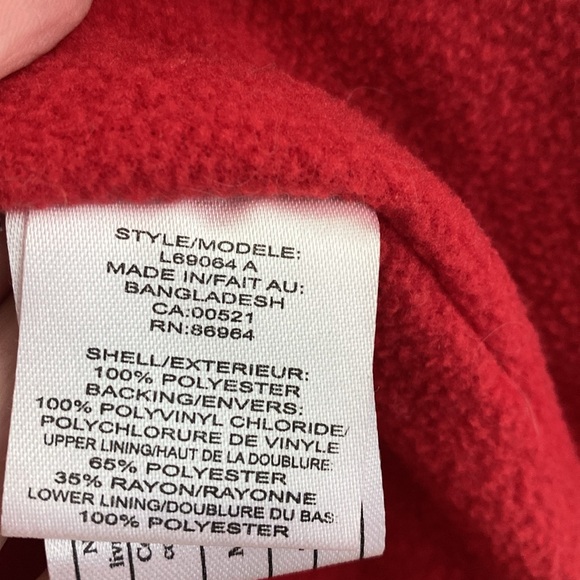 STYLE/MODELE:
L69064 A
MADE IN/FAIT AU:
BANGLADESH
CA:00521
RN:86964
SHELL/EXTERIEUR:
100% POLYESTER
BACKING/ENVERS:
100% POLYVINYL CHLORIDE/
POLYCHLORURE DE VINYLE
UPPER LINING/HAUT DE LA DOUBLURE:
65% POLYESTER
35% RAYON/RAYONNE
LOWER LINING/DOUBLURE DU BAS:
100% POLYESTER